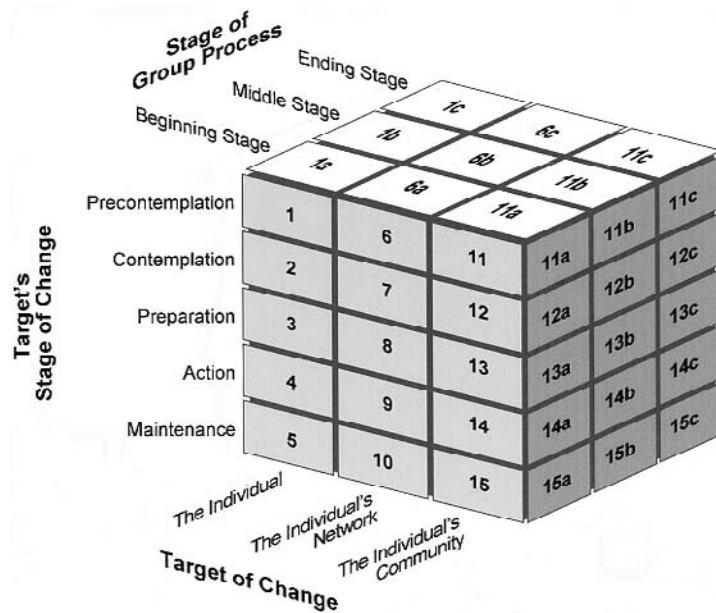 Stage of
Group Process
Ending Stage
Middle Stage
Beginning Stage
1c
6c
11c
1b
6b
11b
1a
6a
11a
Target's
Stage of Change
Precontemplation
Contemplation
Preparation
Action
Maintenance
1 6 11 11a 11b 11c
2 7 12 12a 12b 12c
3 8 13 13a 13b 13c
4 9 14 14a 14b 14c
5 10 15 15a 15b 15c
The Individual
The Individual's
Network
The Individual's
Community
Target of Change